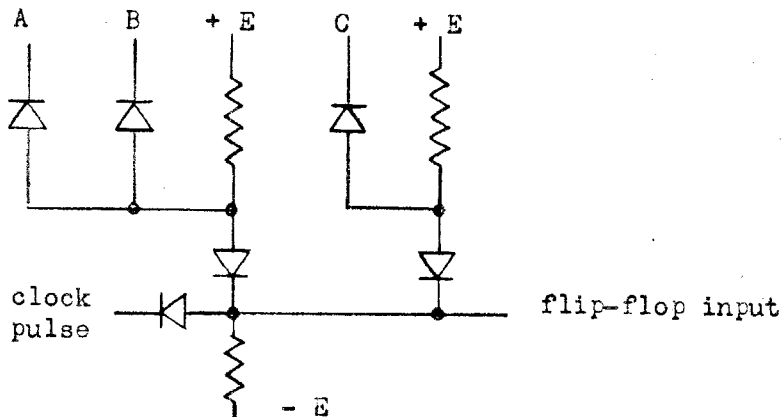 A B + E C + E
clock
pulse
flip-flop input
- E